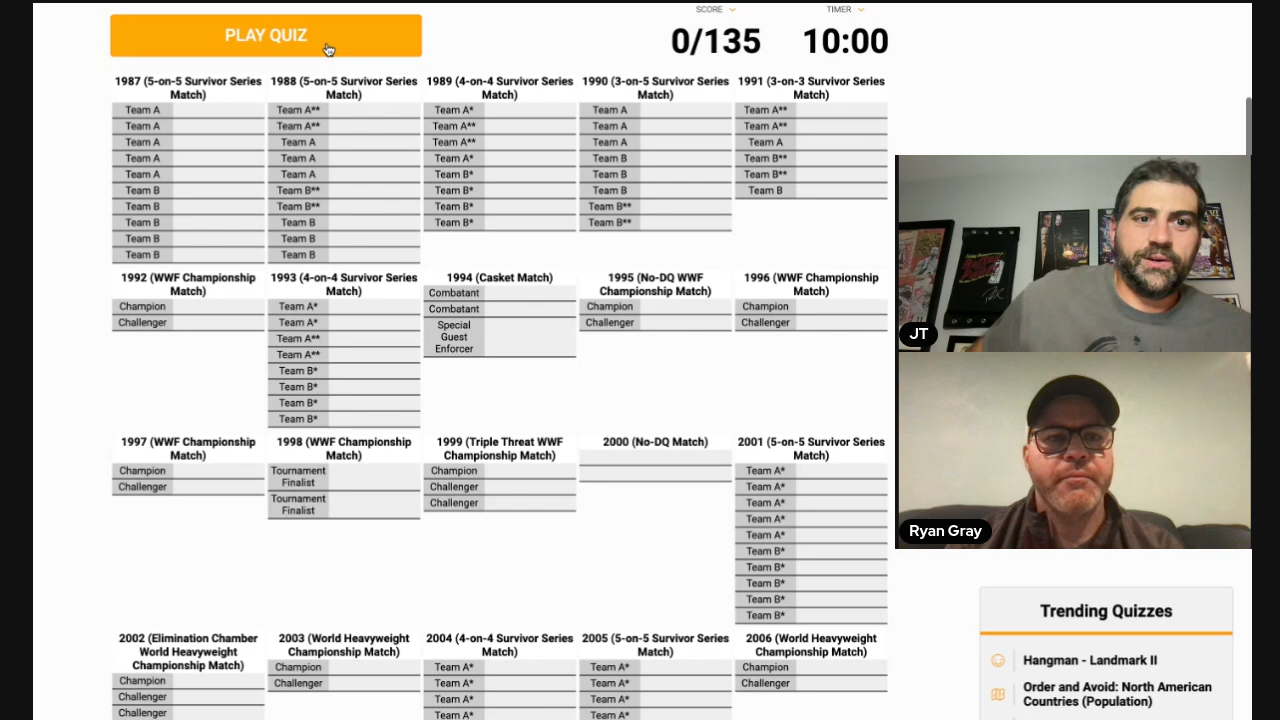 PLAY QUIZ
SCORE
TIMER
0/135
10:00
1987 (5-on-5 Survivor Series Match)
Team A
Team A
Team A
Team A
Team A
Team B
Team B
Team B
Team B
Team B
1988 (5-on-5 Survivor Series Match)
Team A**
Team A**
Team A
Team A
Team A
Team B**
Team B**
Team B
Team B
Team B
1989 (4-on-4 Survivor Series Match)
Team A*
Team A**
Team A**
Team A*
Team B*
Team B*
Team B*
Team B*
1990 (3-on-5 Survivor Series Match)
Team A
Team A
Team A
Team B
Team B
Team B
Team B**
Team B**
1991 (3-on-3 Survivor Series Match)
Team A**
Team A**
Team A
Team B**
Team B**
Team B
1992 (WWF Championship Match)
Champion
Challenger
1993 (4-on-4 Survivor Series Match)
Team A*
Team A*
Team A**
Team A**
Team B*
Team B*
Team B*
Team B*
1994 (Casket Match)
Combatant
Combatant
Special
Guest
Enforcer
1995 (No-DQ WWF Championship Match)
Champion
Challenger
1996 (WWF Championship Match)
Champion
Challenger
1997 (WWF Championship Match)
Champion
Challenger
1998 (WWF Championship Match)
Tournament
Finalist
Tournament
Finalist
1999 (Triple Threat WWF Championship Match)
Champion
Challenger
Challenger
2000 (No-DQ Match)
2001 (5-on-5 Survivor Series Match)
Team A*
Team A*
Team A*
Team A*
Team A*
Team B*
Team B*
Team B*
Team B*
Team B*
2002 (Elimination Chamber World Heavyweight Championship Match)
Champion
Challenger
Challenger
2003 (World Heavyweight Championship Match)
Champion
Challenger
2004 (4-on-4 Survivor Series Match)
Team A*
Team A*
Team A*
Team A*
2005 (5-on-5 Survivor Series Match)
Team A*
Team A*
Team A*
Team A*
2006 (World Heavyweight Championship Match)
Champion
Challenger
JT
Ryan Gray
Trending Quizzes
Hangman - Landmark II
Order and Avoid: North American
Countries (Population)